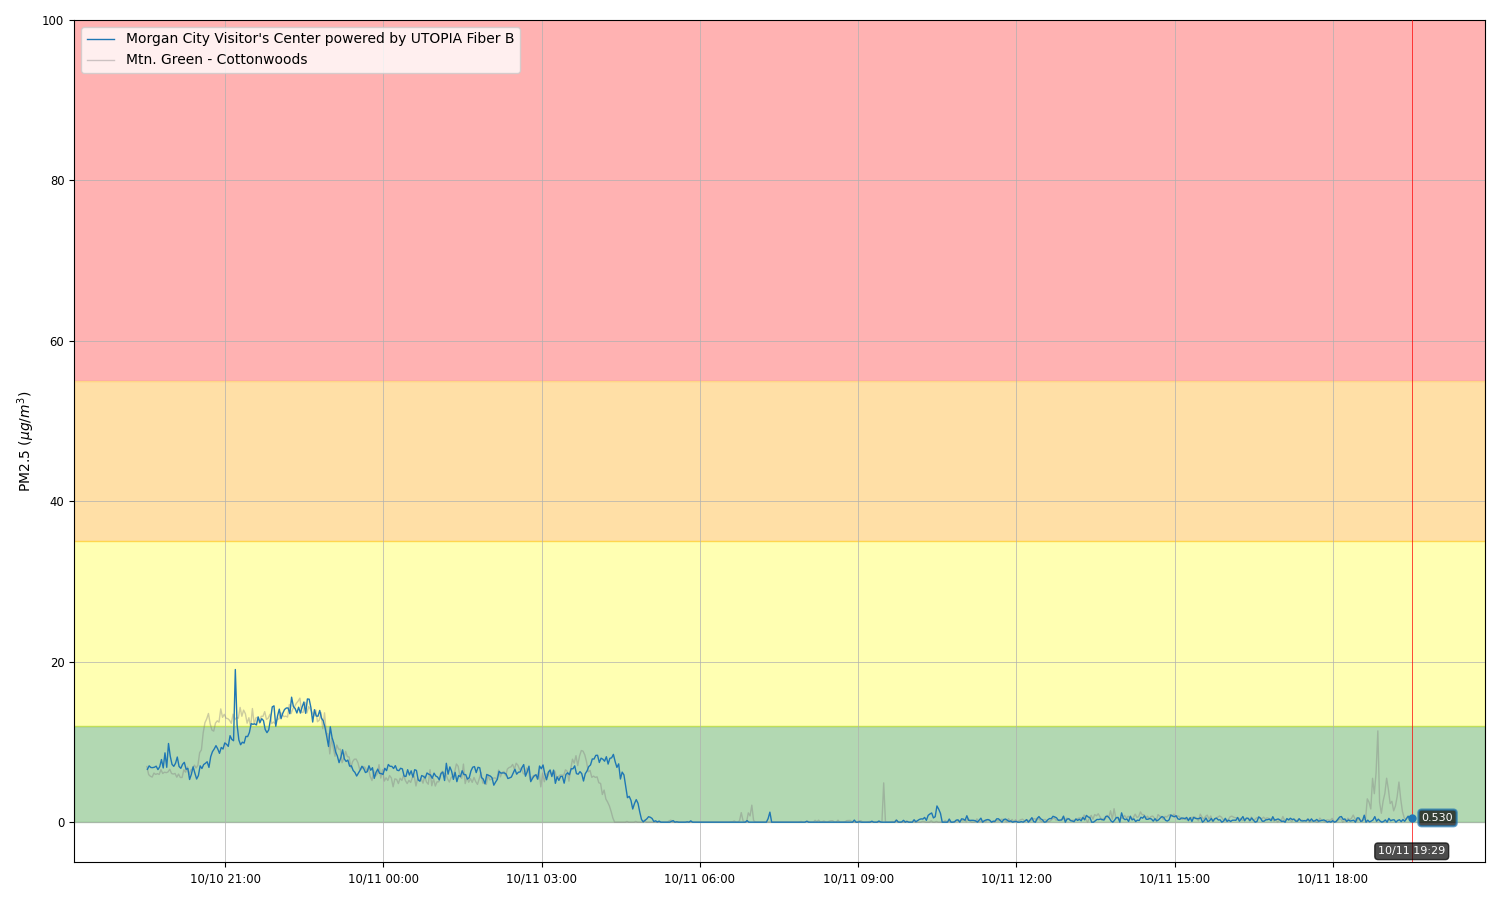 100
Morgan City Visitor's Center powered by UTOPIA Fiber B
Mtn. Green - Cottonwoods
80
60
PM2.5 (μg/m³)
40
20
0
0.530
10/11 19:29
10/10 21:00 10/11 00:00 10/11 03:00 10/11 06:00 10/11 09:00 10/11 12:00 10/11 15:00 10/11 18:00